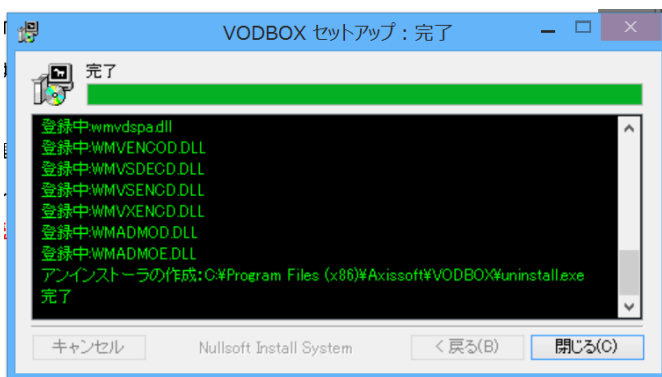 VODBOX セットアップ：完了
完了
登録中:wmvdspa.dll
登録中:WMVENCOD.DLL
登録中:WMVSDECD.DLL
登録中:WMVSENCD.DLL
登録中:WMVXENCD.DLL
登録中:WMADMOD.DLL
登録中:WMADMOE.DLL
アンインストーラの作成: C:¥Program Files (x86)¥Axissoft¥VODBOX¥uninstall.exe
完了
キャンセル Nullsoft Install System < 戻る(B) 閉じる(C)